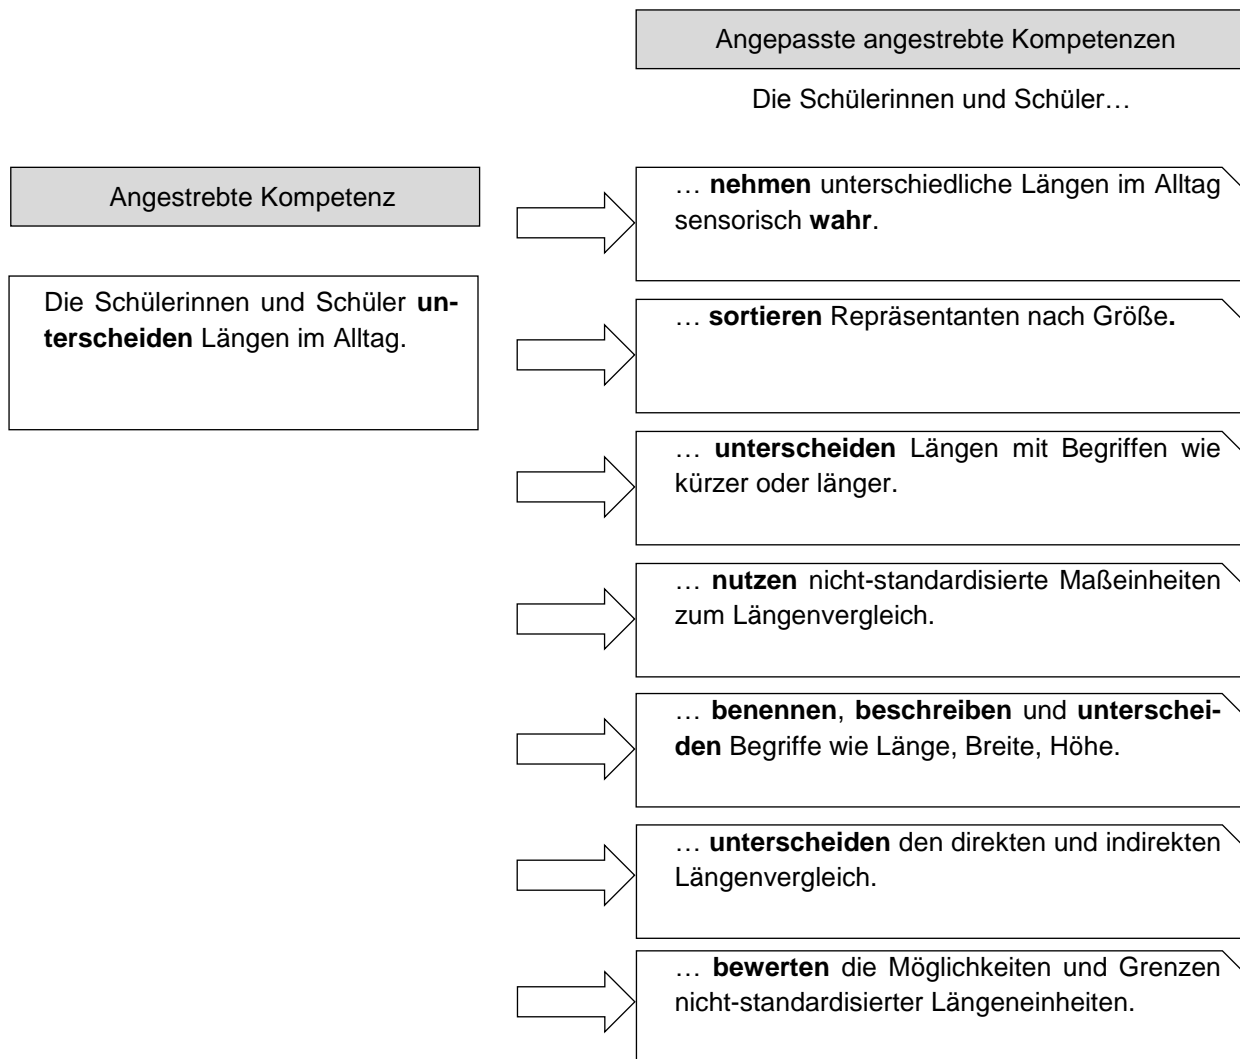 Angepasste angestrebte Kompetenzen
Die Schülerinnen und Schüler…
Angestrebte Kompetenz
Die Schülerinnen und Schüler un-
terscheiden Längen im Alltag.
… nehmen unterschiedliche Längen im Alltag
sensorisch wahr.
… sortieren Repräsentanten nach Größe.
… unterscheiden Längen mit Begriffen wie
kürzer oder länger.
… nutzen nicht-standardisierte Maßeinheiten
zum Längenvergleich.
… benennen, beschreiben und unterschei-
den Begriffe wie Länge, Breite, Höhe.
… unterscheiden den direkten und indirekten
Längenvergleich.
… bewerten die Möglichkeiten und Grenzen
nicht-standardisierter Längeneinheiten.